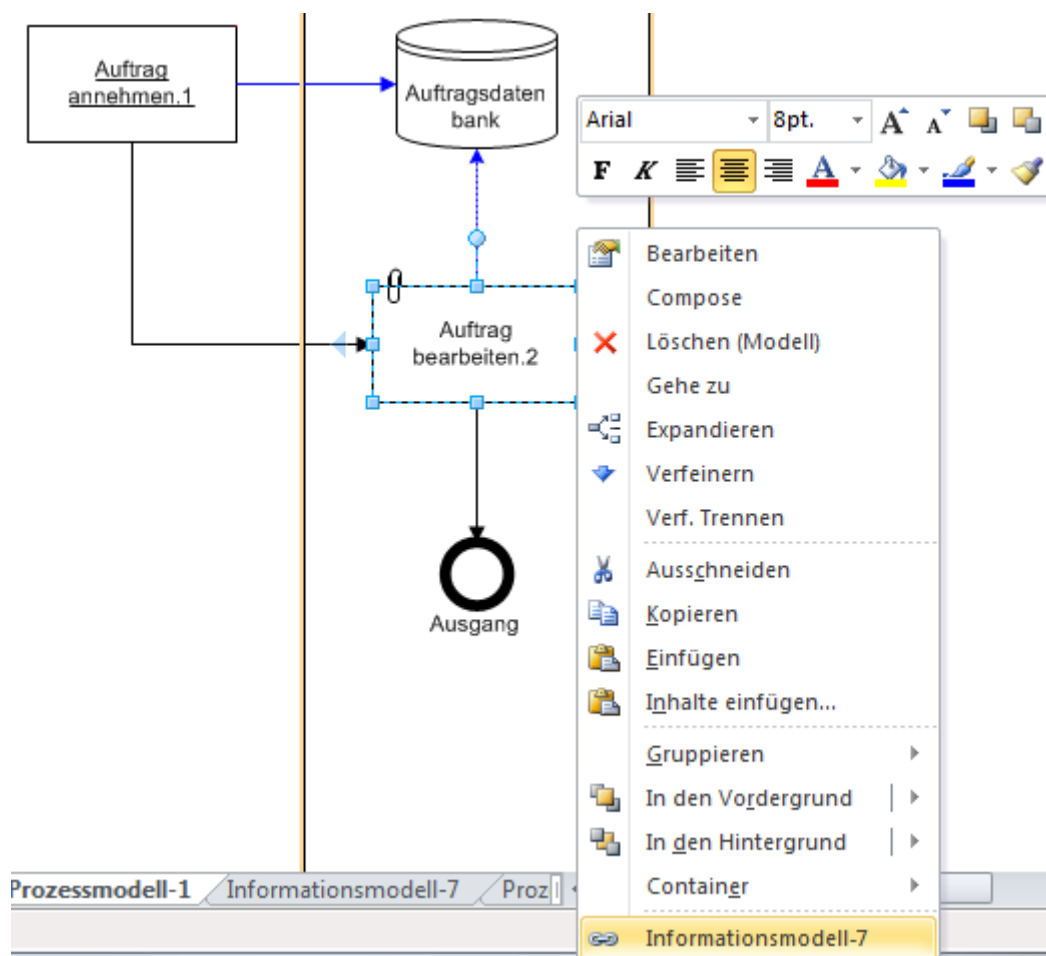 Auftrag
annehmen.1
Auftragsdaten
bank
Arial
8pt.
A A
F K A
Auftrag
bearbeiten.2
Ausgang
Bearbeiten
Compose
Löschen (Modell)
Gehe zu
Expandieren
Verfeinern
Verf. Trennen
Ausschneiden
Kopieren
Einfügen
Inhalte einfügen...
Gruppieren
In den Vordergrund
In den Hintergrund
Container
Informationsmodell-7
Prozessmodell-1 Informationsmodell-7 Proz